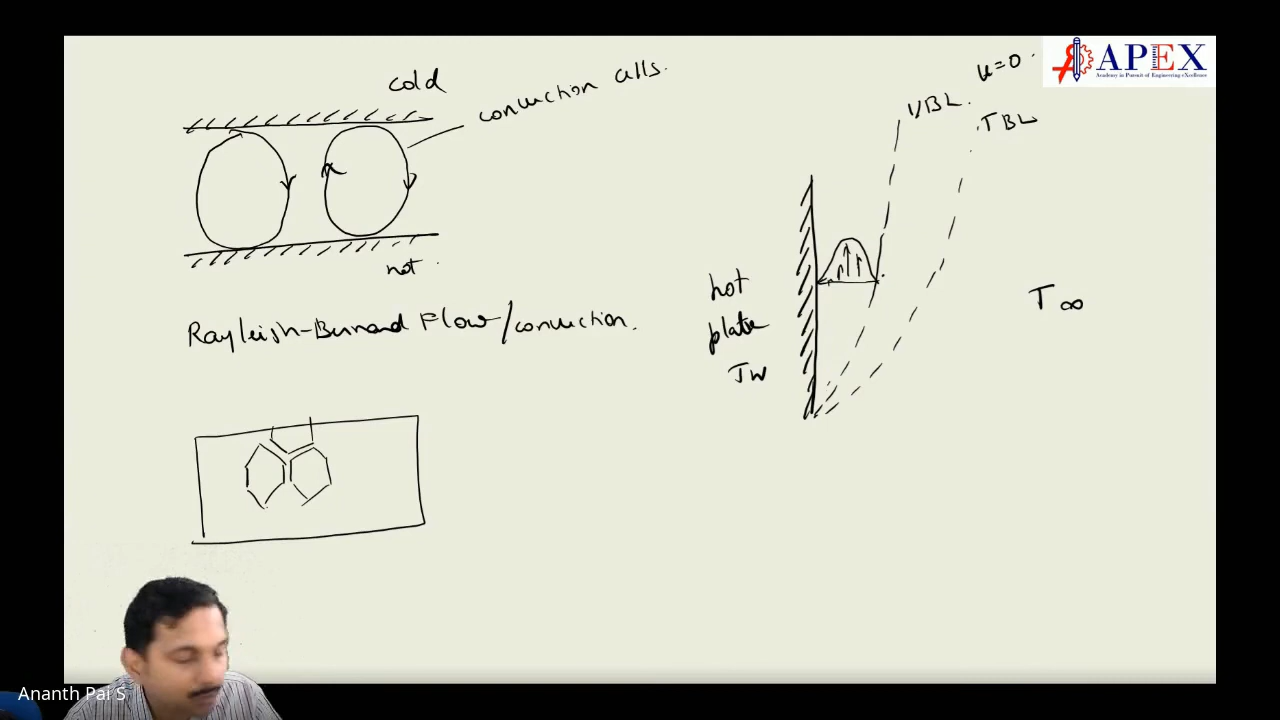 cold
convection cells.
hot.
Rayleigh-Bernard Flow/convection.
u=0.
VBL.
TBL
hot
plate
Tw
T∞
APEX
Academy in Pursuit of Engineering eXcellence
Ananth Pai S